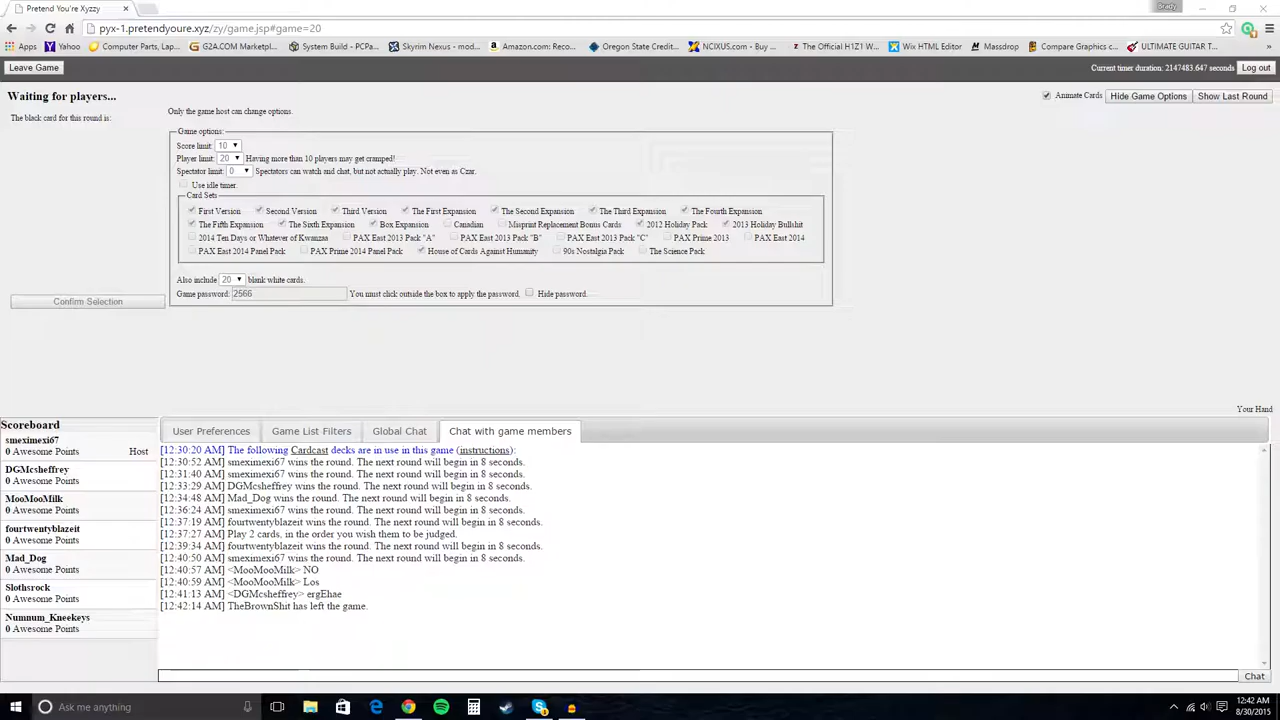 Pretend You're Xyzzy
Brady
pyx-1.pretendyoure.xyz/zy/game.jsp#game=20
Apps Yahoo Computer Parts, Lap... G2A.COM Marketpl... System Build - PCPa... Skyrim Nexus - mod... Amazon.com: Reco... Oregon State Credit... NCIXUS.com - Buy ... The Official H1Z1 W... Wix HTML Editor Massdrop Compare Graphics c... ULTIMATE GUITAR T...
Leave Game Current timer duration: 2147483.647 seconds Log out
Waiting for players... Animate Cards Hide Game Options Show Last Round
The black card for this round is: Only the game host can change options.
Game options:
Score limit: 10
Player limit: 20 Having more than 10 players may get cramped!
Spectator limit: 0 Spectators can watch and chat, but not actually play. Not even as Czar.
Use idle timer.
Card Sets
First Version Second Version Third Version The First Expansion The Second Expansion The Third Expansion The Fourth Expansion
The Fifth Expansion The Sixth Expansion Box Expansion Canadian Misprint Replacement Bonus Cards 2012 Holiday Pack 2013 Holiday Bullshit
2014 Ten Days or Whatever of Kwanzaa PAX East 2013 Pack "A" PAX East 2013 Pack "B" PAX East 2013 Pack "C" PAX Prime 2013 PAX East 2014
PAX East 2014 Panel Pack PAX Prime 2014 Panel Pack House of Cards Against Humanity 90s Nostalgia Pack The Science Pack
Also include 20 blank white cards.
Game password: 2566 You must click outside the box to apply the password. Hide password.
Confirm Selection
Your Hand
Scoreboard
smeximexi67
0 Awesome Points Host
DGMcsheffrey
0 Awesome Points
MooMooMilk
0 Awesome Points
fourtwentyblazeit
0 Awesome Points
Mad_Dog
0 Awesome Points
Slothsrock
0 Awesome Points
Numnum_Kneekeys
0 Awesome Points
User Preferences Game List Filters Global Chat Chat with game members
[12:30:20 AM] The following Cardcast decks are in use in this game (instructions):
[12:30:52 AM] smeximexi67 wins the round. The next round will begin in 8 seconds.
[12:31:40 AM] smeximexi67 wins the round. The next round will begin in 8 seconds.
[12:33:29 AM] DGMcsheffrey wins the round. The next round will begin in 8 seconds.
[12:34:48 AM] Mad_Dog wins the round. The next round will begin in 8 seconds.
[12:36:24 AM] smeximexi67 wins the round. The next round will begin in 8 seconds.
[12:37:19 AM] fourtwentyblazeit wins the round. The next round will begin in 8 seconds.
[12:37:27 AM] Play 2 cards, in the order you wish them to be judged.
[12:39:34 AM] fourtwentyblazeit wins the round. The next round will begin in 8 seconds.
[12:40:50 AM] smeximexi67 wins the round. The next round will begin in 8 seconds.
[12:40:57 AM] <MooMooMilk> NO
[12:40:59 AM] <MooMooMilk> Los
[12:41:13 AM] <DGMcsheffrey> ergEhae
[12:42:14 AM] TheBrownShit has left the game.
Chat
Ask me anything
12:42 AM
8/30/2015